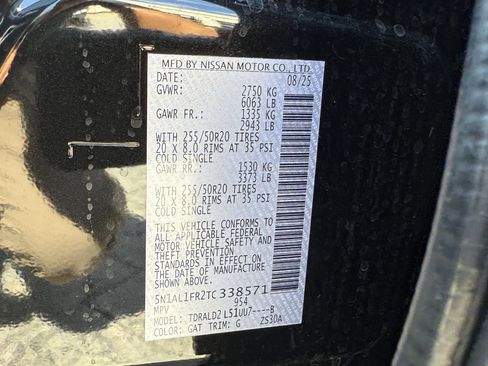 MFD BY NISSAN MOTOR CO., LTD.
DATE: 08/25
GVWR: 2750 KG
6063 LB
GAWR FR.: 1335 KG
2943 LB
WITH 255/50R20 TIRES
20 x 8.0 RIMS AT 35 PSI
COLD SINGLE
GAWR RR.: 1530 KG
3373 LB
WITH 255/50R20 TIRES
20 x 8.0 RIMS AT 35 PSI
COLD SINGLE
THIS VEHICLE CONFORMS TO
ALL APPLICABLE FEDERAL
MOTOR VEHICLE SAFETY AND
THEFT PREVENTION
STANDARDS IN EFFECT ON
THE DATE OF MANUFACTURE
SHOWN ABOVE.
5N1AL1FR2TC338571
MPV 954
MODEL: TDRALD2 L51UU7----B
COLOR: GAT TRIM: G ZS3DA